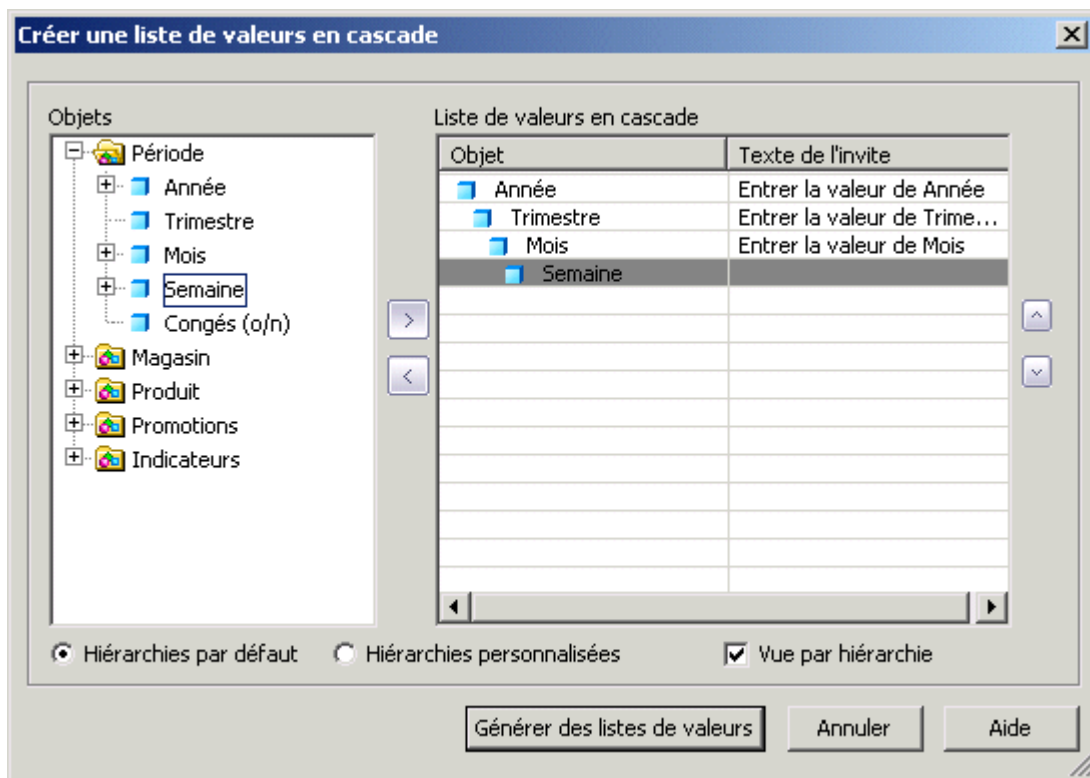 Créer une liste de valeurs en cascade
Objets
Période
Année
Trimestre
Mois
Semaine
Congés (o/n)
Magasin
Produit
Promotions
Indicateurs
>
<
Liste de valeurs en cascade
Objet Texte de l'invite
Année Entrer la valeur de Année
Trimestre Entrer la valeur de Trime...
Mois Entrer la valeur de Mois
Semaine
Hiérarchies par défaut Hiérarchies personnalisées Vue par hiérarchie
Générer des listes de valeurs Annuler Aide